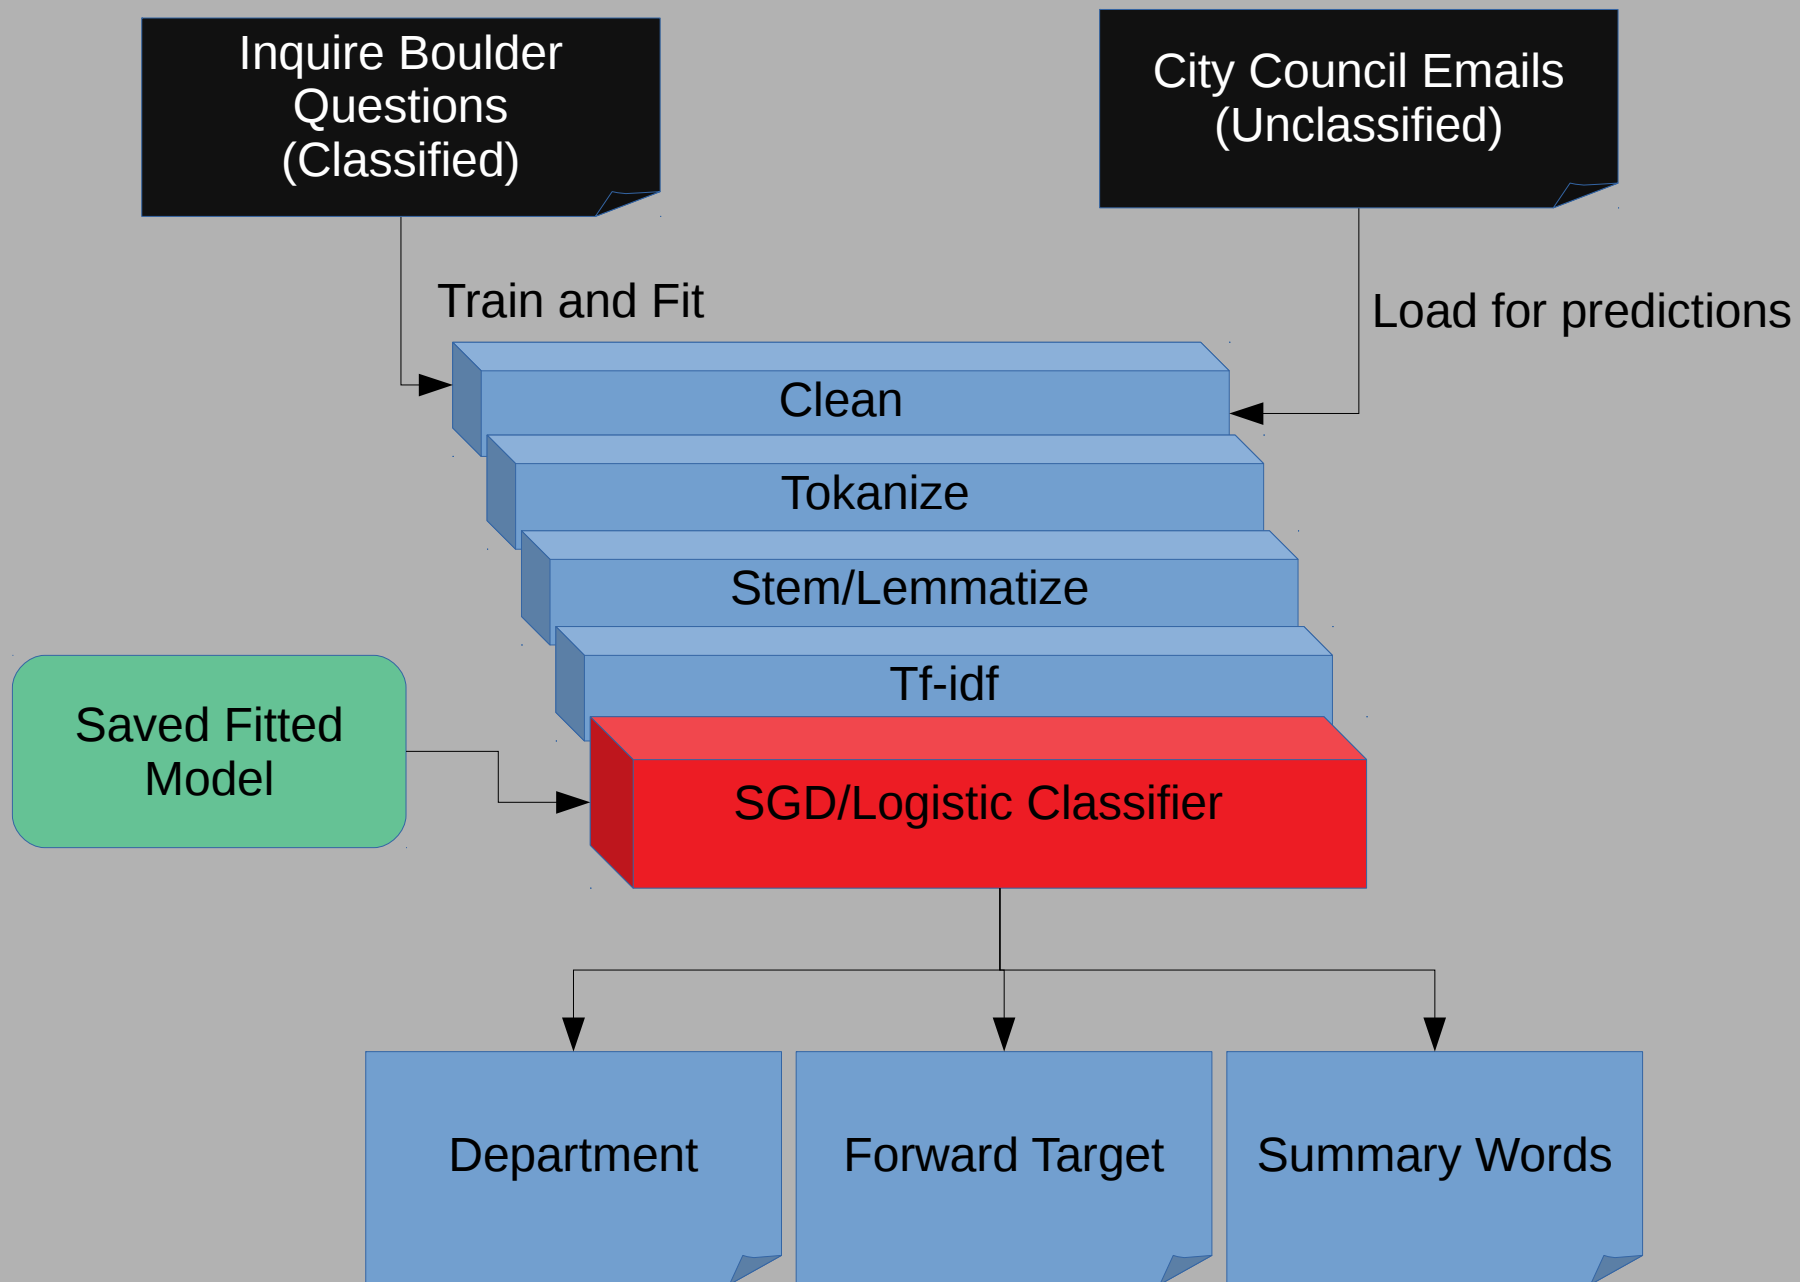 Inquire Boulder
Questions
(Classified)
City Council Emails
(Unclassified)
Train and Fit
Load for predictions
Clean
Tokanize
Stem/Lemmatize
Tf-idf
Saved Fitted
Model
SGD/Logistic Classifier
Department
Forward Target
Summary Words